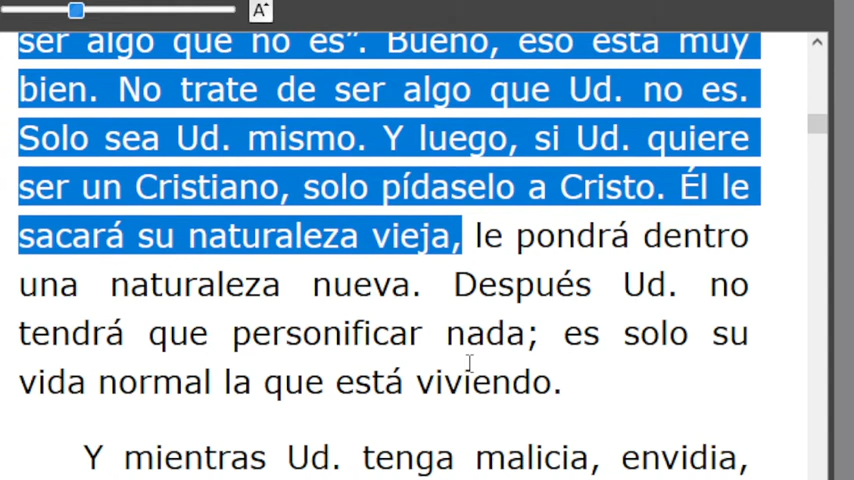 A
ser algo que no es”. Bueno, eso está muy
bien. No trate de ser algo que Ud. no es.
Solo sea Ud. mismo. Y luego, si Ud. quiere
ser un Cristiano, solo pídaselo a Cristo. Él le
sacará su naturaleza vieja, le pondrá dentro
una naturaleza nueva. Después Ud. no
tendrá que personificar nada; es solo su
vida normal la que está viviendo.
Y mientras Ud. tenga malicia, envidia,